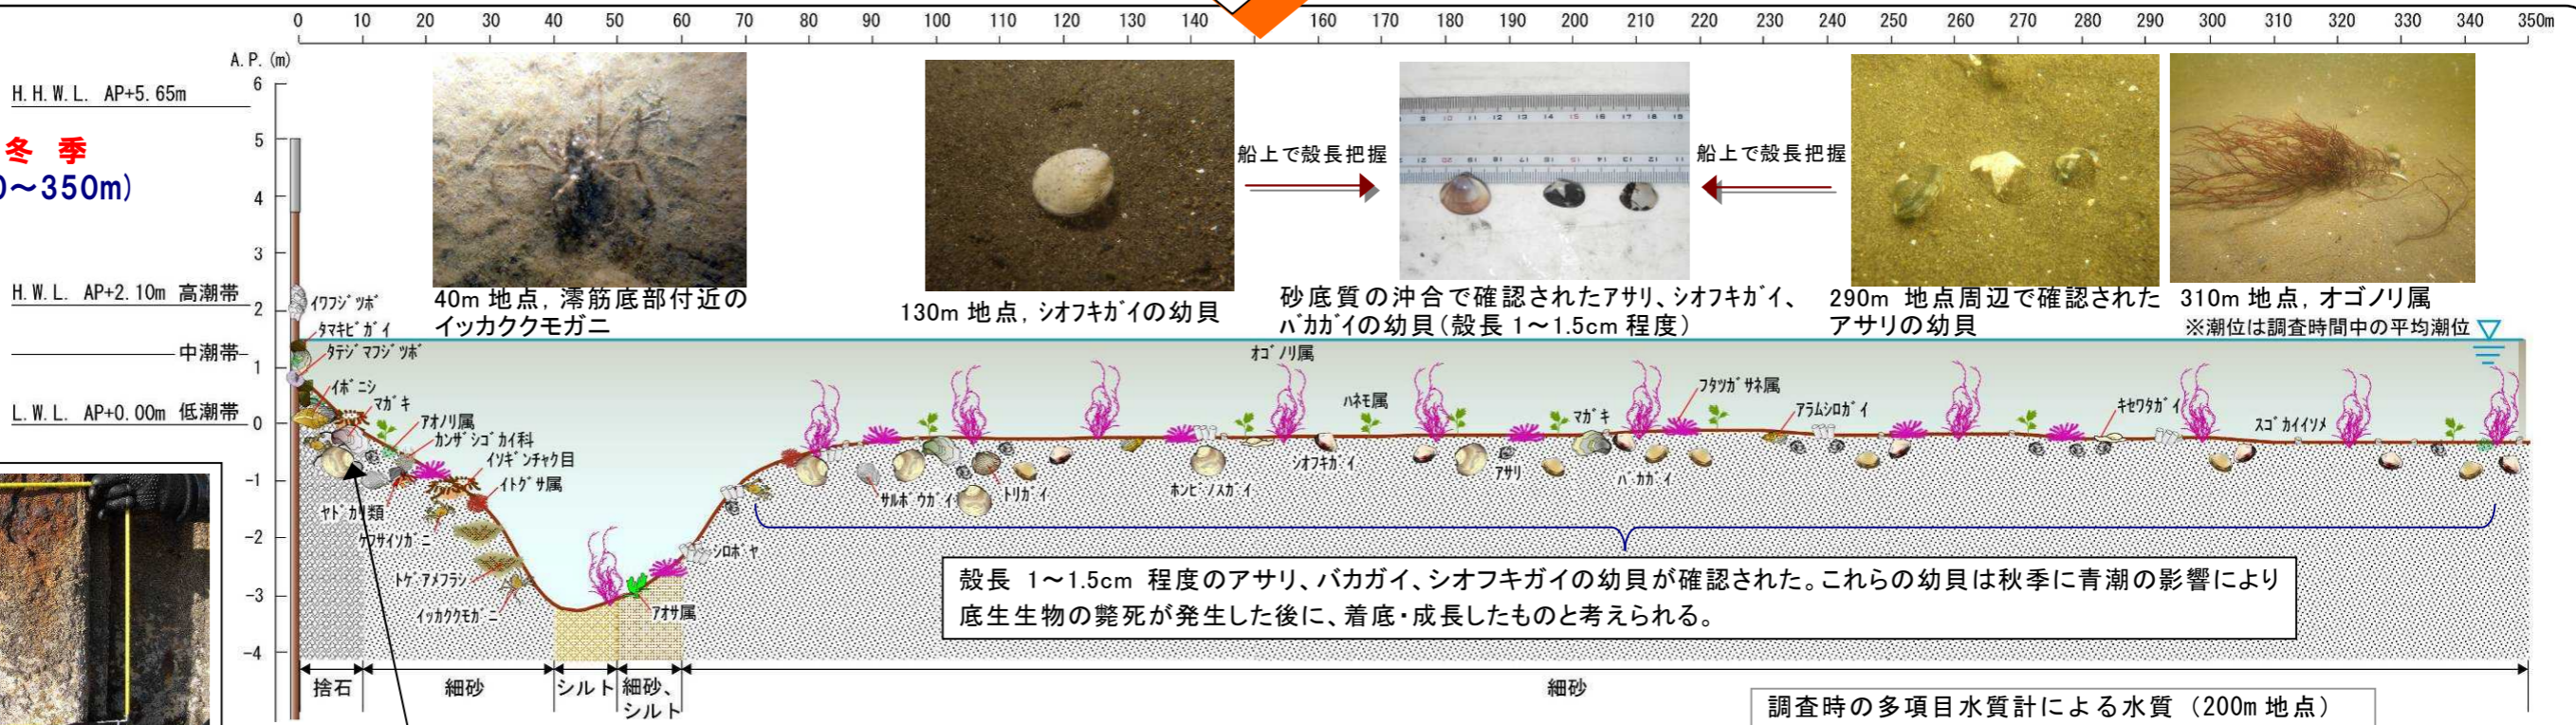 0 10 20 30 40 50 60 70 80 90 100 110 120 130 140 160 170 180 190 200 210 220 230 240 250 260 270 280 290 300 310 320 330 340 350m
A.P.(m)
H.H.W.L. AP+5.65m
6
5
4
3
2
1
0
-1
-2
-3
-4
冬 季
0～350m)
H.W.L. AP+2.10m 高潮帯
中潮帯
L.W.L. AP+0.00m 低潮帯
船上で殻長把握
船上で殻長把握
40m 地点, 澪筋底部付近の
イッカククモガニ
130m 地点, シオフキガイの幼貝
砂底質の沖合で確認されたアサリ、シオフキガイ、
バカガイの幼貝(殻長 1～1.5cm 程度)
290m 地点周辺で確認された
アサリの幼貝
310m 地点, オゴノリ属
※潮位は調査時間中の平均潮位
イワフジツボ
タマキビガイ
タテジマフジツボ
イボニシ
マガキ
アオノリ属
カンザシゴカイ科
イソギンチャク目
イトグサ属
ヤドカリ類
ケフサイソガニ
トゲアメフラシ
イッカククモガニ
アオサ属
シロボヤ
サルボウガイ
トリガイ
ホンビノスガイ
オゴノリ属
シオフキガイ
ハネモ属
アサリ
マガキ
バカガイ
フタツガサネ属
アラムシロガイ
キセワタガイ
スゴカイイソメ
殻長 1～1.5cm 程度のアサリ、バカガイ、シオフキガイの幼貝が確認された。これらの幼貝は秋季に青潮の影響により
底生生物の斃死が発生した後に、着底・成長したものと考えられる。
捨石
細砂
シルト
細砂、
シルト
細砂
調査時の多項目水質計による水質 (200m 地点)